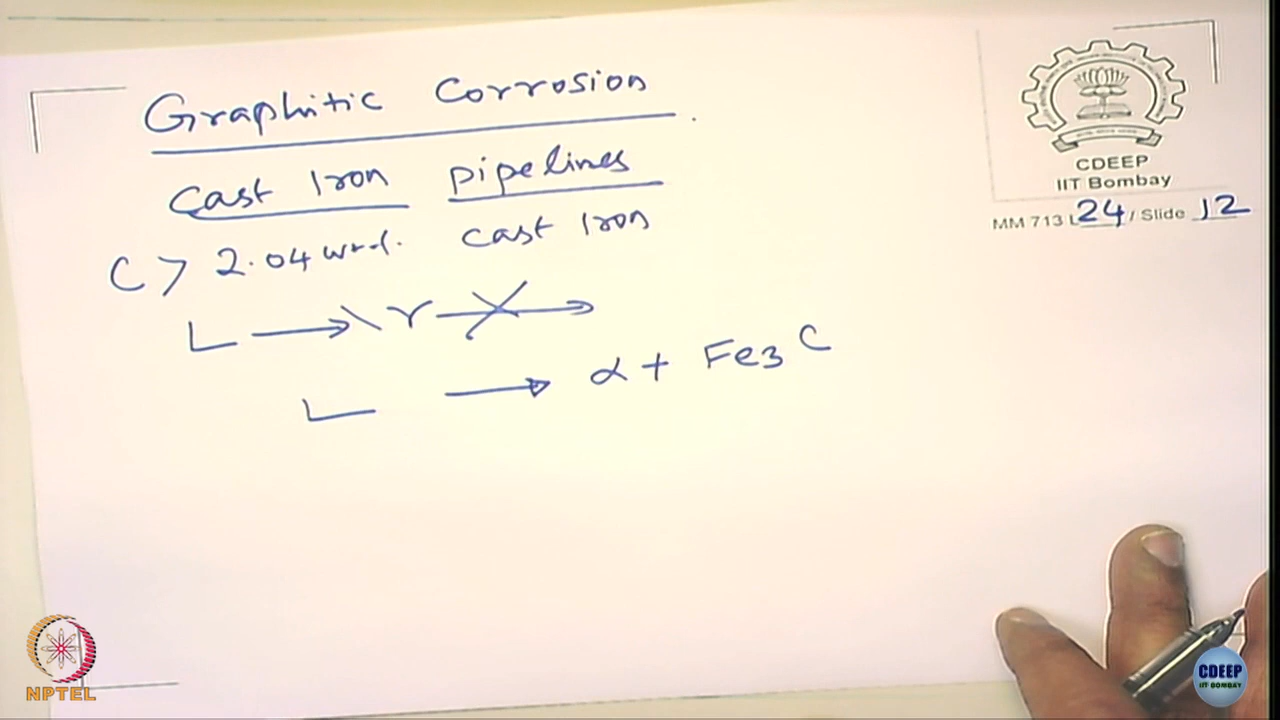 Graphitic Corrosion
Cast Iron pipelines
C > 2.04 wt%. cast Iron
L → \ γ →
L → α + Fe3C
CDEEP
IIT Bombay
MM 713 L24 / Slide 12
NPTEL
CDEEP
IIT BOMBAY